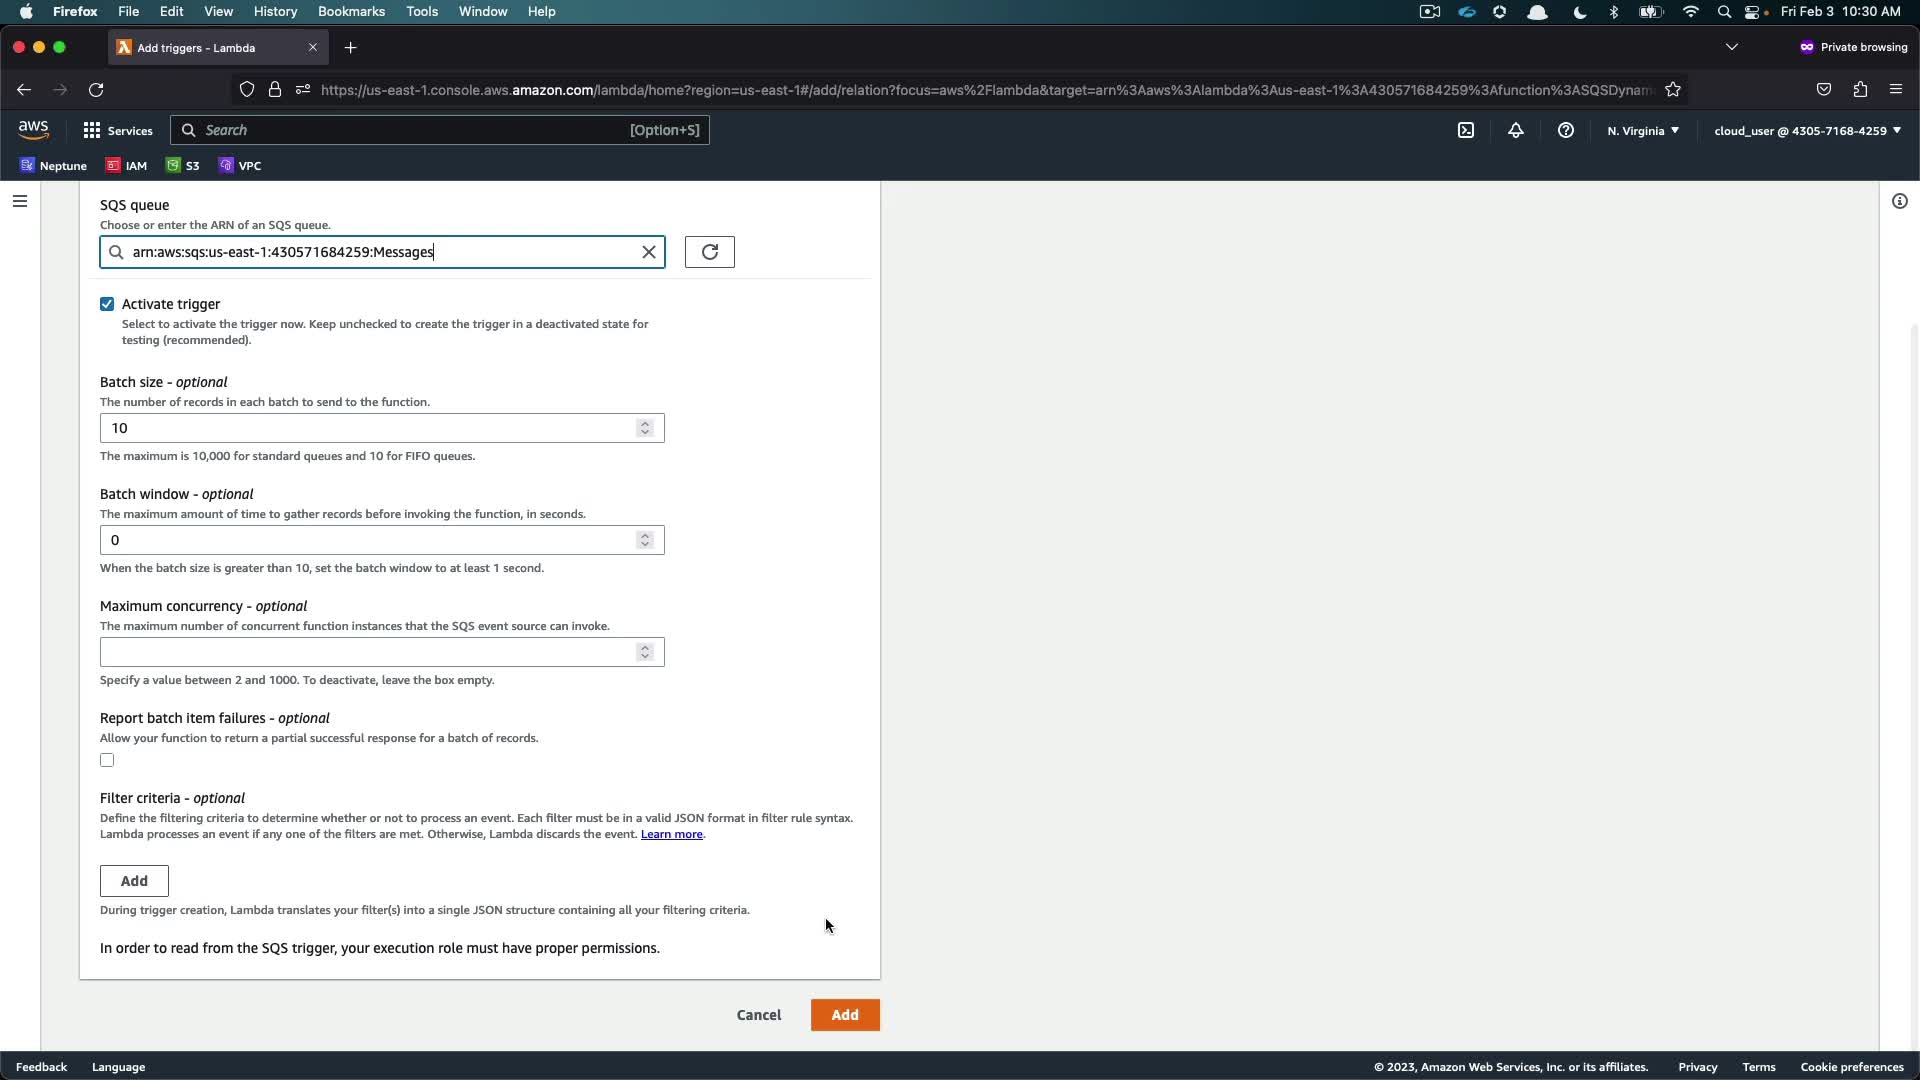 Firefox File Edit View History Bookmarks Tools Window Help Fri Feb 3 10:30 AM
Add triggers - Lambda Private browsing
https://us-east-1.console.aws.amazon.com/lambda/home?region=us-east-1#/add/relation?focus=aws%2Flambda&target=arn%3Aaws%3Alambda%3Aus-east-1%3A430571684259%3Afunction%3ASQSDynam
aws Services Search [Option+S] N. Virginia cloud_user @ 4305-7168-4259
Neptune IAM S3 VPC
SQS queue
Choose or enter the ARN of an SQS queue.
arn:aws:sqs:us-east-1:430571684259:Messages
Activate trigger
Select to activate the trigger now. Keep unchecked to create the trigger in a deactivated state for
testing (recommended).
Batch size - optional
The number of records in each batch to send to the function.
10
The maximum is 10,000 for standard queues and 10 for FIFO queues.
Batch window - optional
The maximum amount of time to gather records before invoking the function, in seconds.
0
When the batch size is greater than 10, set the batch window to at least 1 second.
Maximum concurrency - optional
The maximum number of concurrent function instances that the SQS event source can invoke.
Specify a value between 2 and 1000. To deactivate, leave the box empty.
Report batch item failures - optional
Allow your function to return a partial successful response for a batch of records.
Filter criteria - optional
Define the filtering criteria to determine whether or not to process an event. Each filter must be in a valid JSON format in filter rule syntax.
Lambda processes an event if any one of the filters are met. Otherwise, Lambda discards the event. Learn more.
Add
During trigger creation, Lambda translates your filter(s) into a single JSON structure containing all your filtering criteria.
In order to read from the SQS trigger, your execution role must have proper permissions.
Cancel Add
Feedback Language © 2023, Amazon Web Services, Inc. or its affiliates. Privacy Terms Cookie preferences